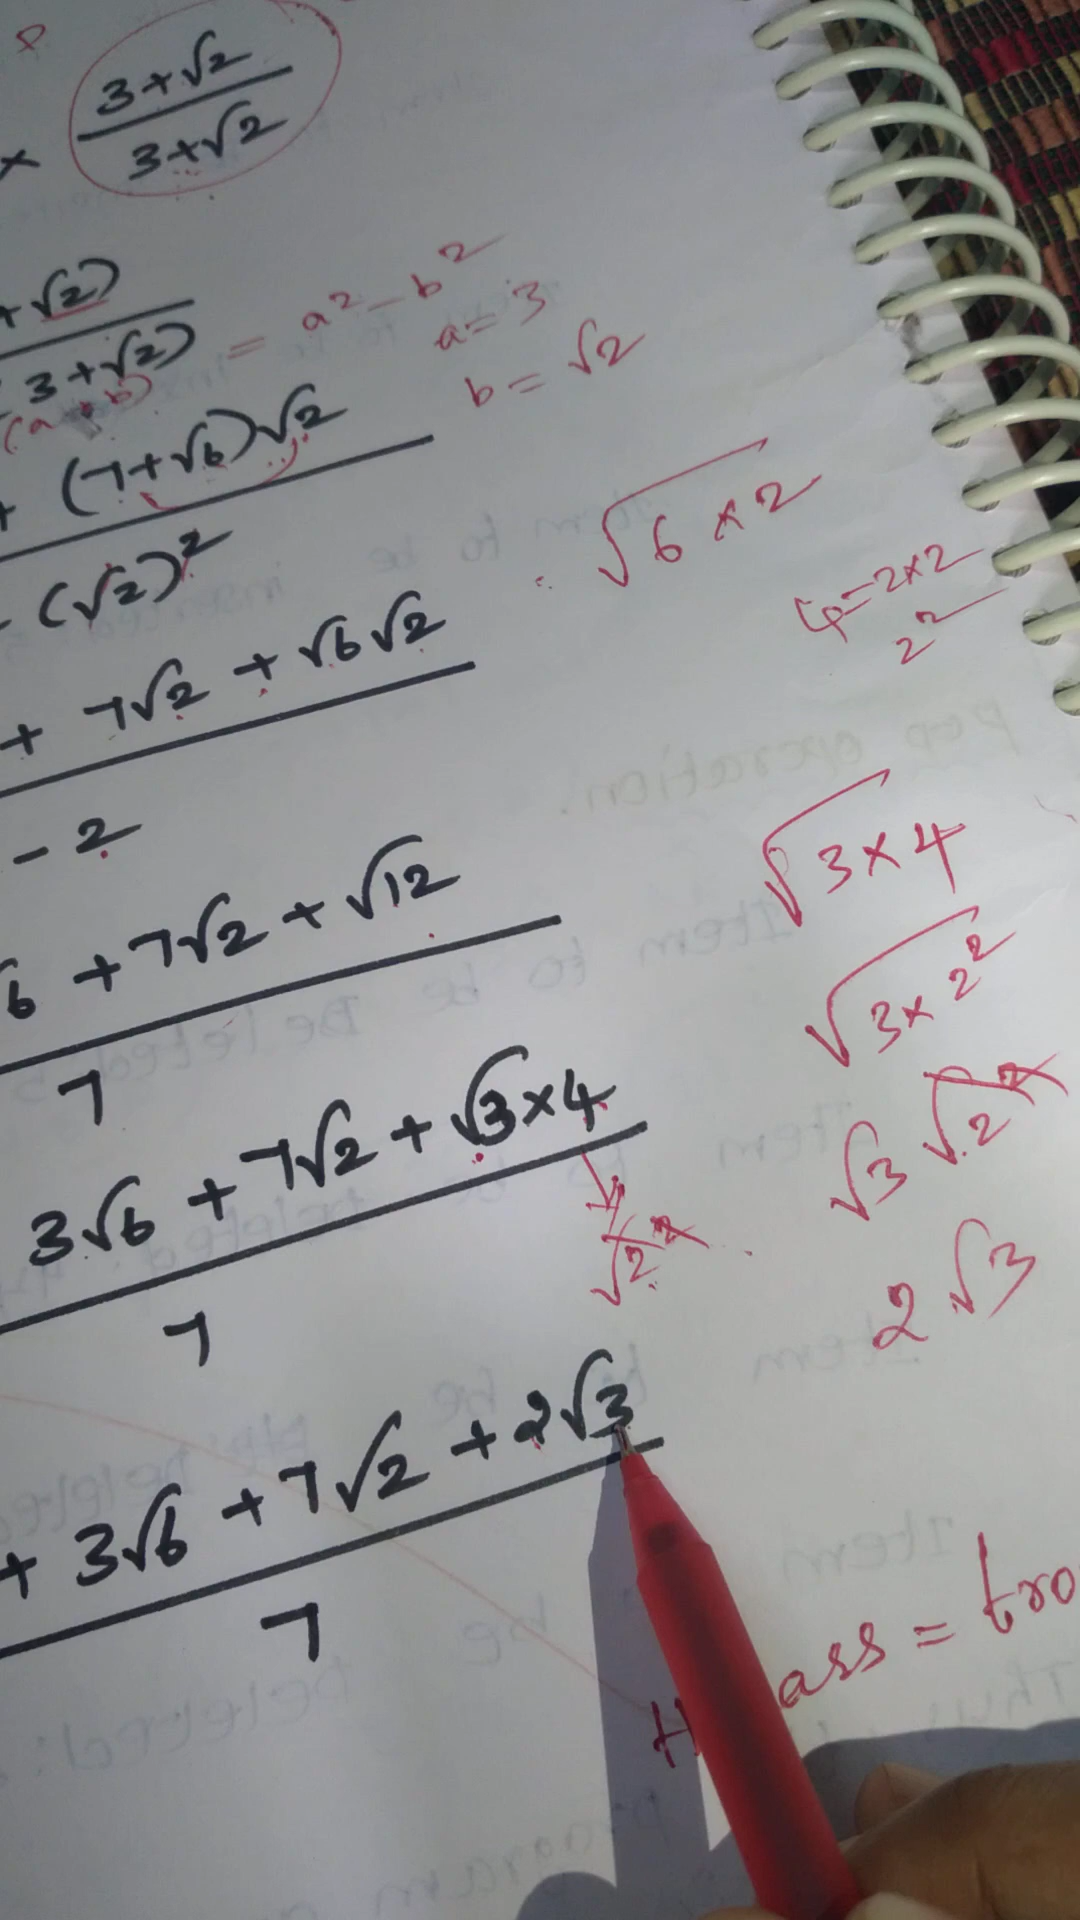 × 3+√2
3+√2
+√2)
3+√2) = a² - b²
(a + b) a = 3
+ (7+√6)√2 b = √2
- (√2)² √6×2
+ 7√2 + √6√2 4=2×2
2²
- 2
√6 + 7√2 + √12 √3×4
7 √3×2²
3√6 + 7√2 + √3×4 √3 √2²
7 √2² 2√3
+ 3√6 + 7√2 + 2√3
7
ass = tro